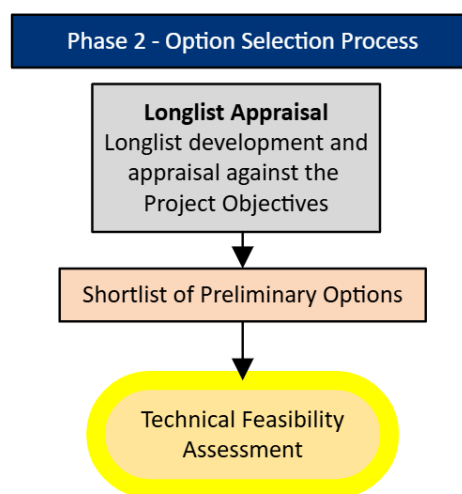 Phase 2 - Option Selection Process
Longlist Appraisal
Longlist development and
appraisal against the
Project Objectives
Shortlist of Preliminary Options
Technical Feasibility
Assessment